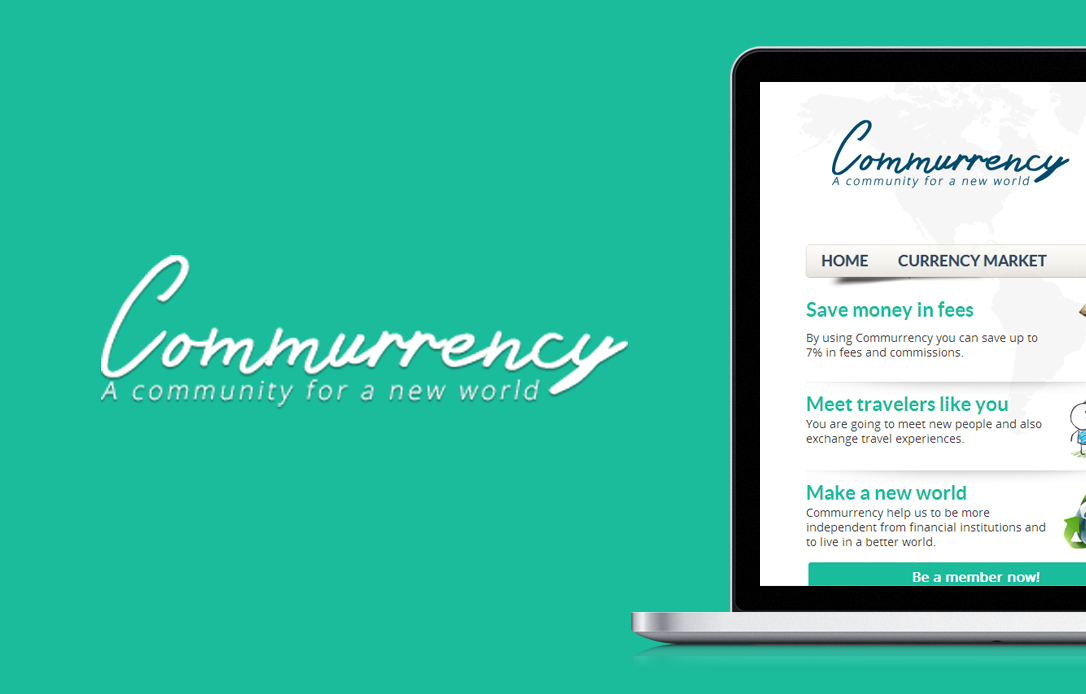 Commurrency
A community for a new world
Commurrency
A community for a new world
HOME CURRENCY MARKET
Save money in fees
By using Commurrency you can save up to
7% in fees and commissions.
Meet travelers like you
You are going to meet new people and also
exchange travel experiences.
Make a new world
Commurrency help us to be more
independent from financial institutions and
to live in a better world.
Be a member now!